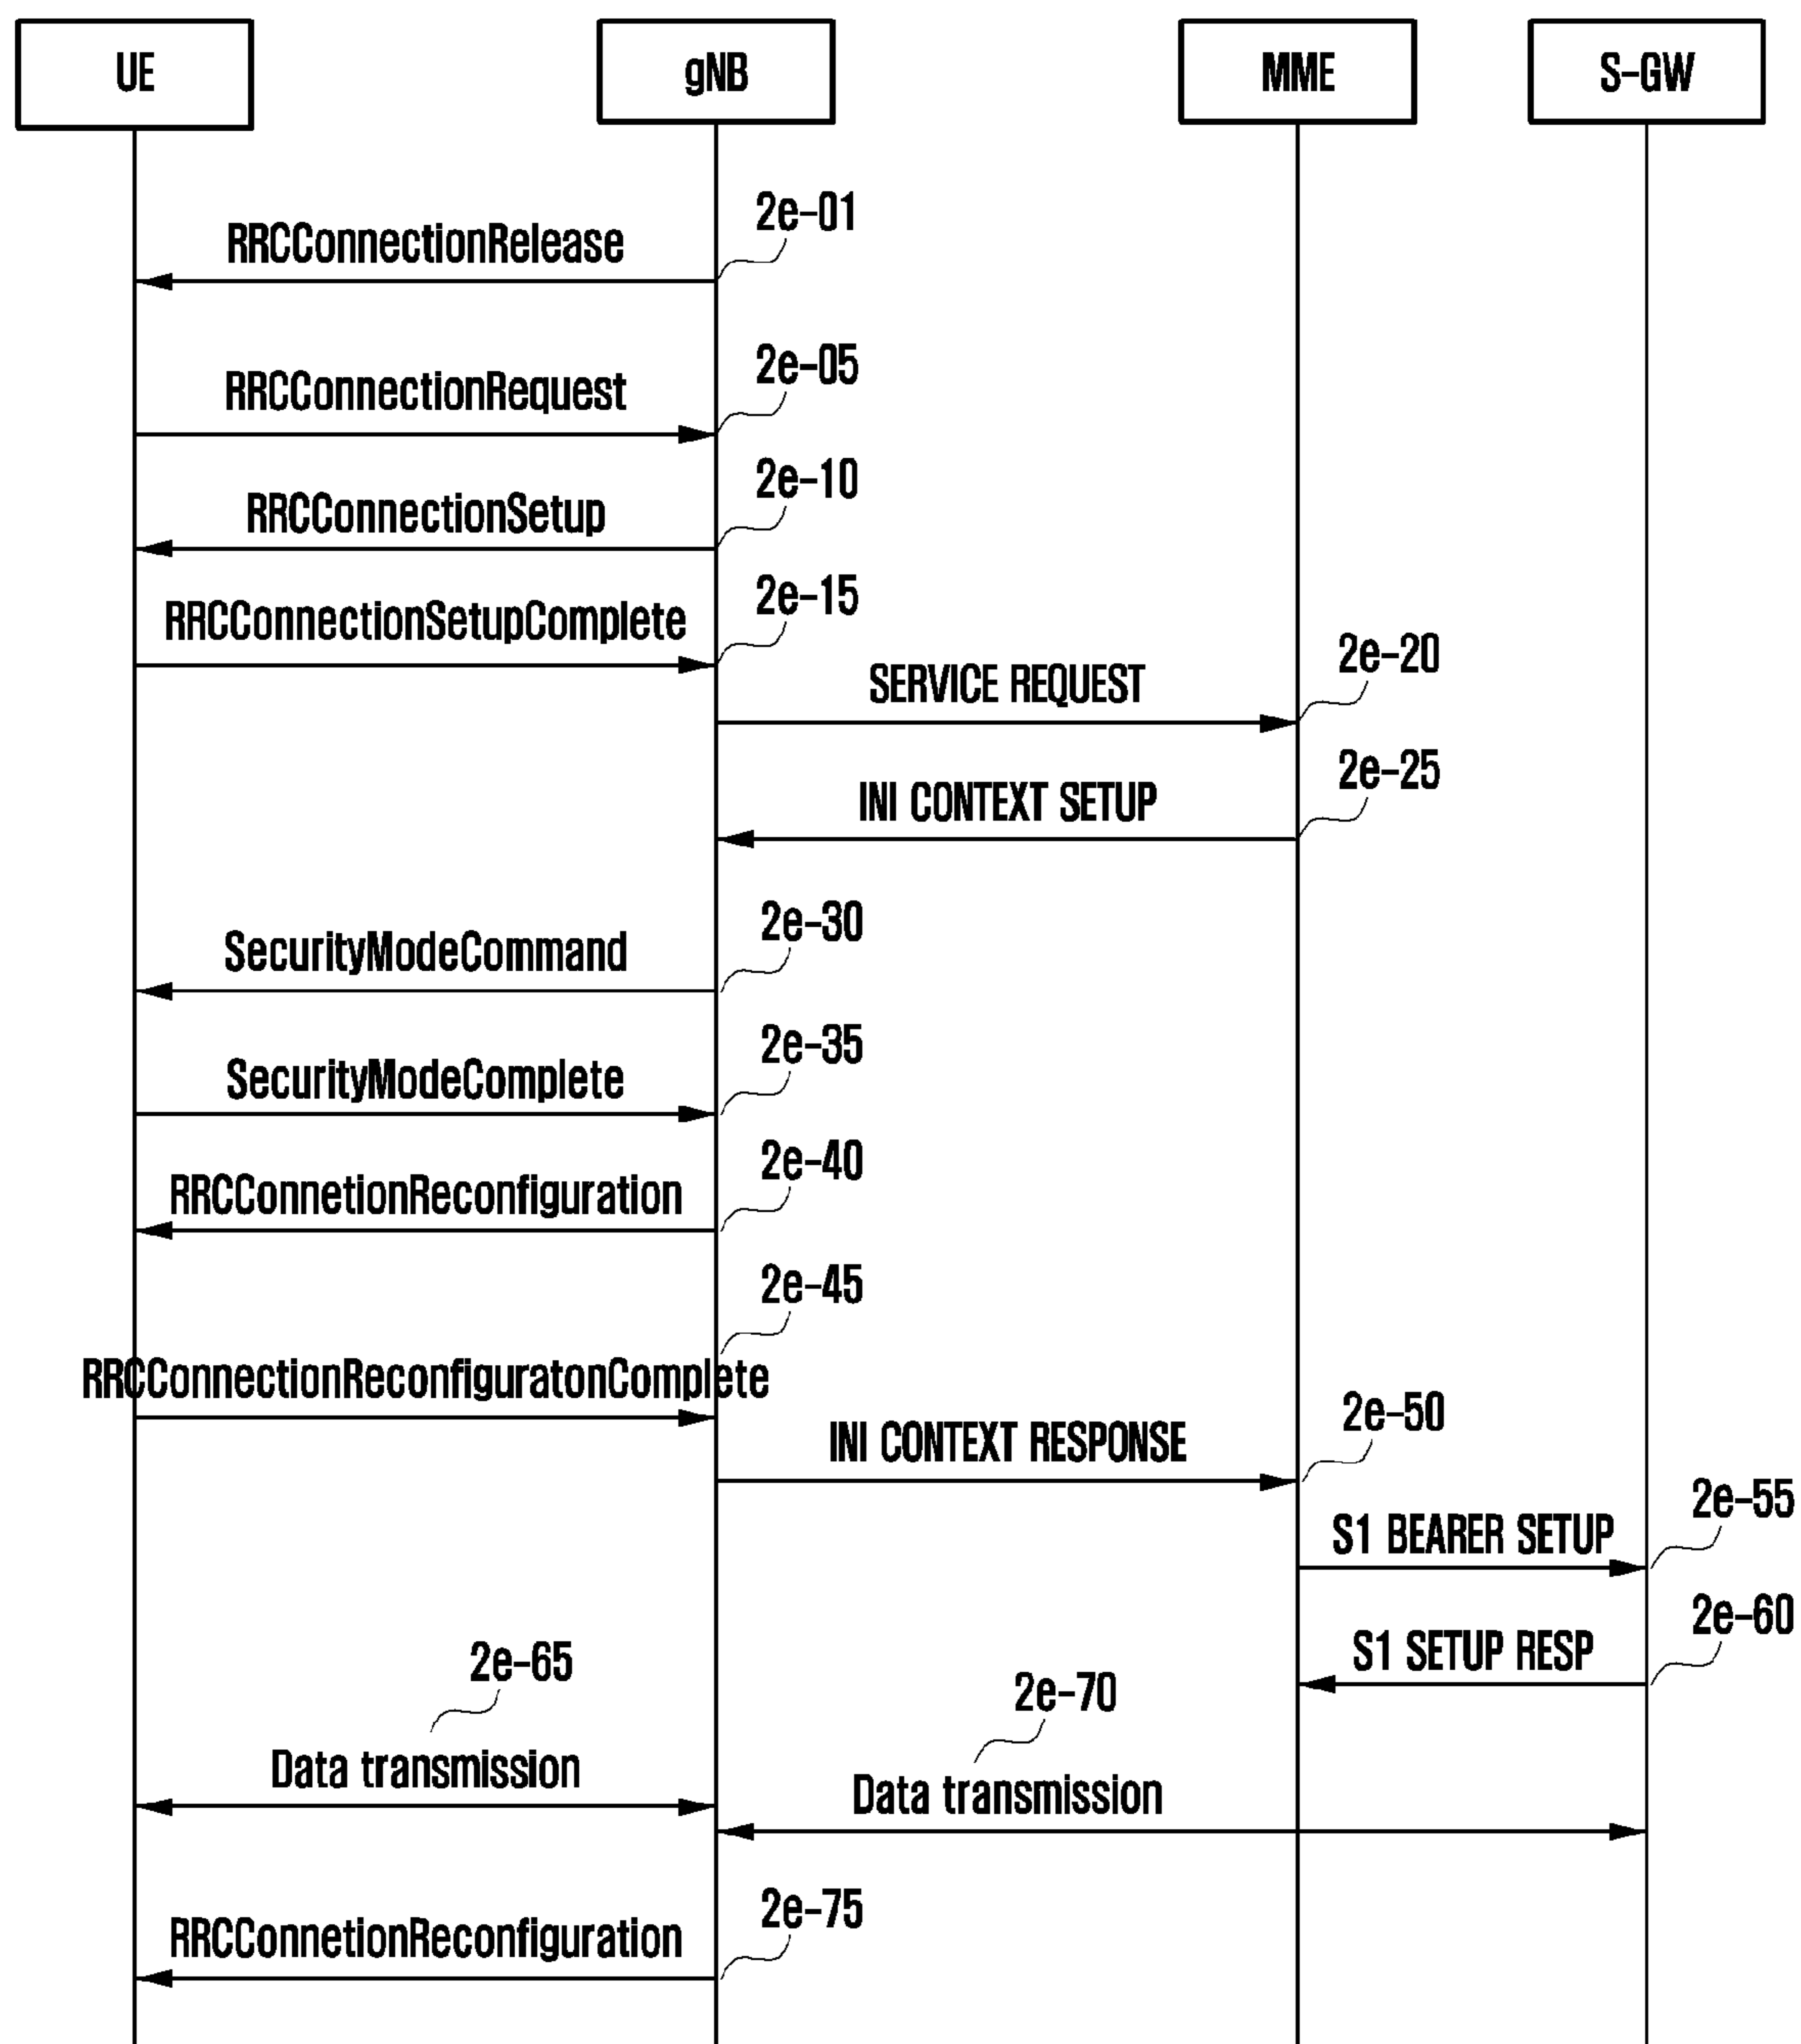 UE
gNB
MME
S-GW
2e-01
RRCConnectionRelease
2e-05
RRCConnectionRequest
2e-10
RRCConnectionSetup
2e-15
RRCConnectionSetupComplete
2e-20
SERVICE REQUEST
2e-25
INI CONTEXT SETUP
2e-30
SecurityModeCommand
2e-35
SecurityModeComplete
2e-40
RRCConnetionReconfiguration
2e-45
RRCConnectionReconfiguratonComplete
2e-50
INI CONTEXT RESPONSE
2e-55
S1 BEARER SETUP
2e-60
S1 SETUP RESP
2e-65
Data transmission
2e-70
Data transmission
2e-75
RRCConnetionReconfiguration